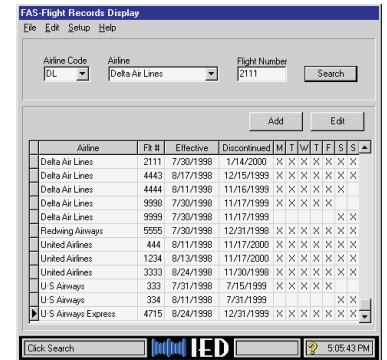 FAS-Flight Records Display
File Edit Setup Help
Airline Code Airline Flight Number
DL Delta Air Lines 2111 Search
Add Edit
Airline Flt # Effective Discontinued M T W T F S S
Delta Air Lines 2111 7/30/1998 1/14/2000 X X X X X X X
Delta Air Lines 4443 8/17/1998 12/15/1999 X X X X X X X
Delta Air Lines 4444 8/11/1998 11/16/1999 X X X X X X
Delta Air Lines 9998 7/30/1998 11/17/1999 X X X X X
Delta Air Lines 9999 7/30/1998 11/17/1999 X X
Redwing Airways 5555 7/30/1998 12/31/1998 X X X X X X X
United Airlines 444 8/11/1998 11/17/2000 X X X X X X X
United Airlines 1234 8/13/1998 11/17/2000 X X X X X X X
United Airlines 3333 8/24/1998 11/30/1998 X X X X X X X
U-S Airways 333 7/31/1998 7/15/1999 X X X X X
U-S Airways 334 8/11/1998 7/31/1999 X X
U-S Airways Express 4715 8/24/1998 12/31/1999 X X X X X X X
Click Search IED 5:05:43 PM